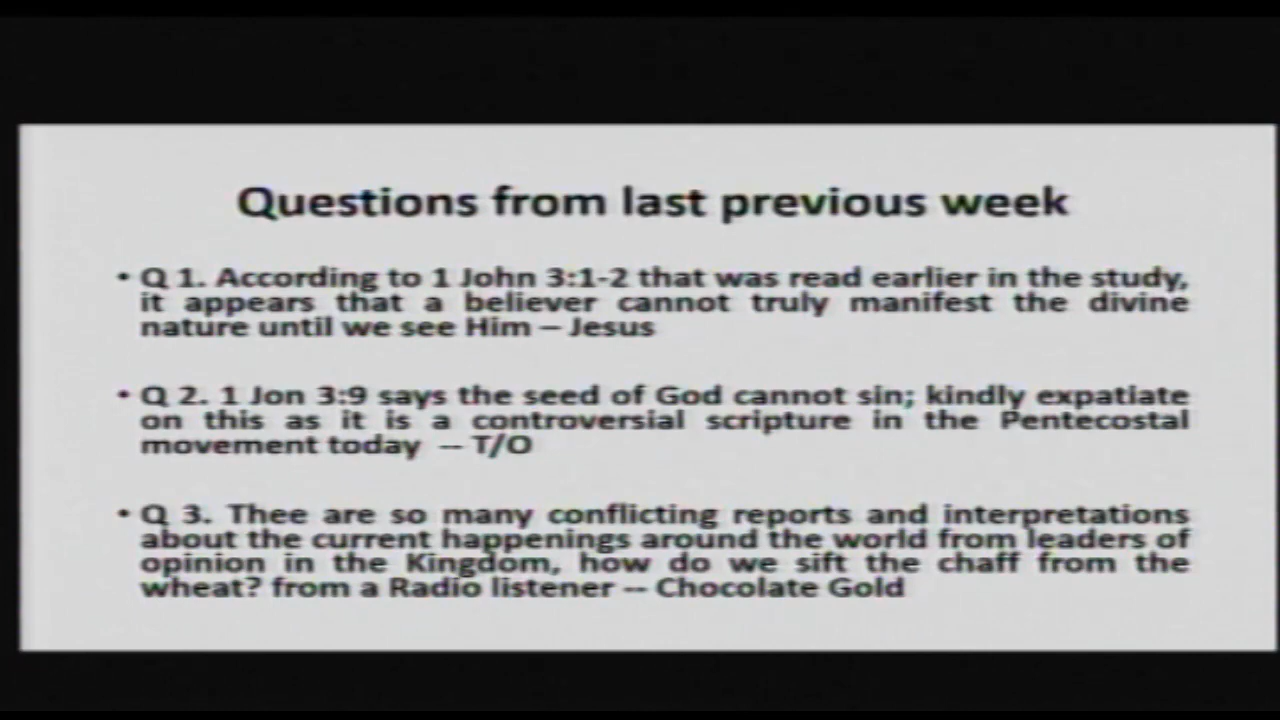 Questions from last previous week
• Q 1. According to 1 John 3:1-2 that was read earlier in the study,
it appears that a believer cannot truly manifest the divine
nature until we see Him – Jesus
• Q 2. 1 Jon 3:9 says the seed of God cannot sin; kindly expatiate
on this as it is a controversial scripture in the Pentecostal
movement today -- T/O
• Q 3. Thee are so many conflicting reports and interpretations
about the current happenings around the world from leaders of
opinion in the Kingdom, how do we sift the chaff from the
wheat? from a Radio listener -- Chocolate Gold